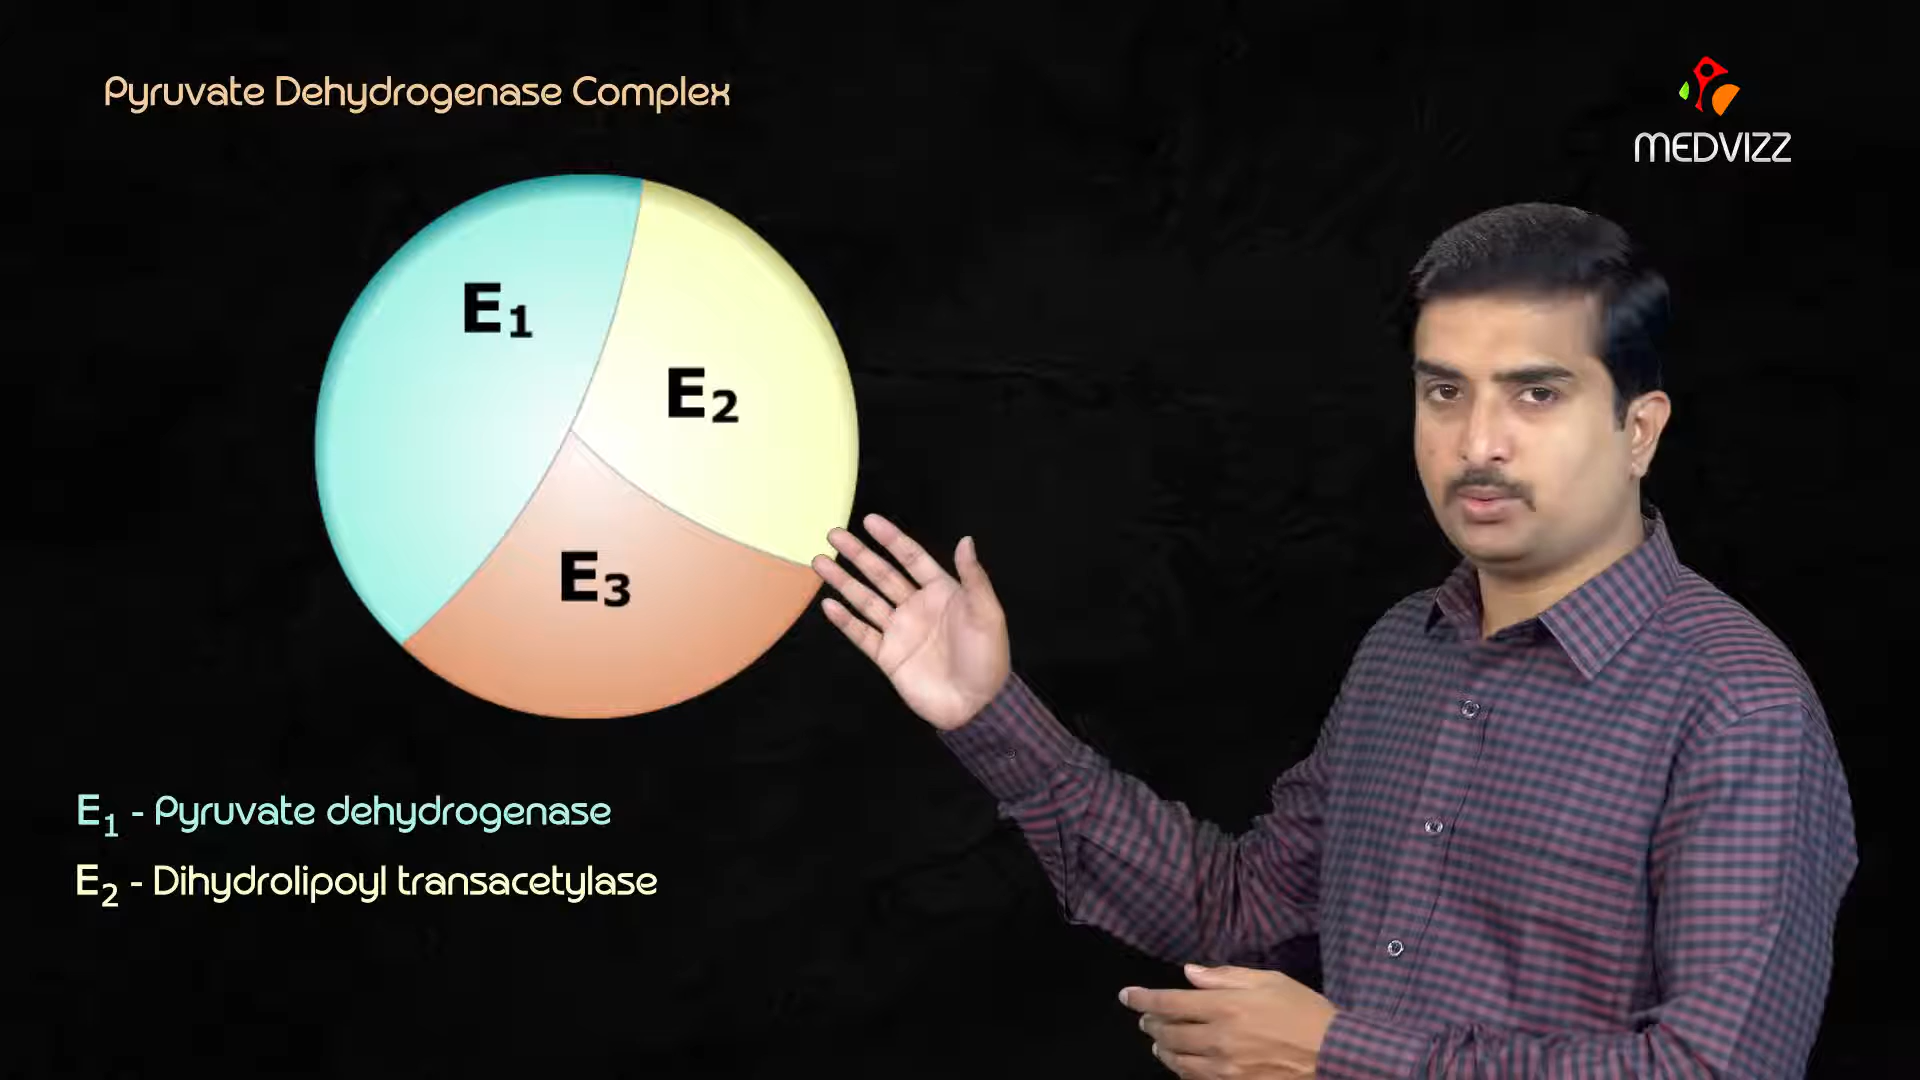 Pyruvate Dehydrogenase Complex
MEDVIZZ
E₁
E₂
E₃
E₁ - Pyruvate dehydrogenase
E₂ - Dihydrolipoyl transacetylase